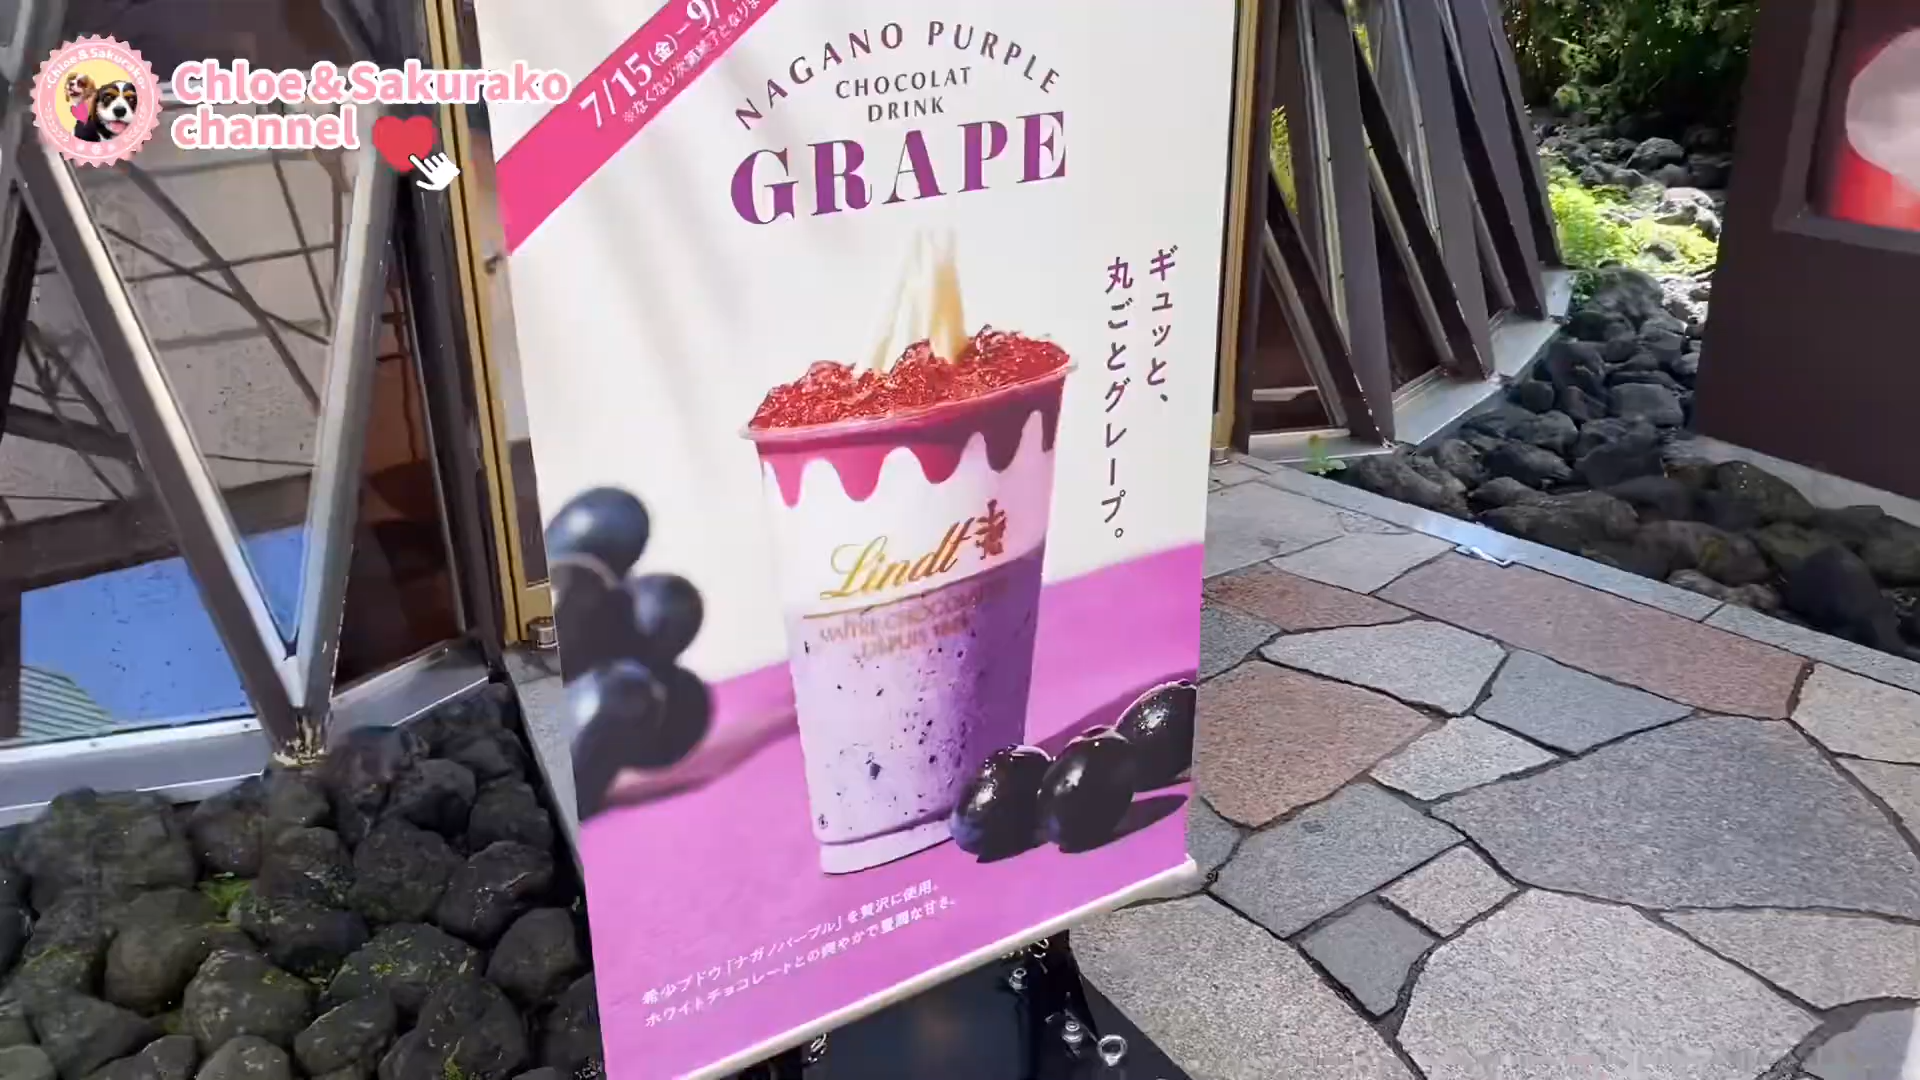 Chloe & Sakurako
Chloe & Sakurako
channel
7/15(金)ー9/
※なくなり次第終了となりま
NAGANO PURPLE
CHOCOLAT
DRINK
GRAPE
ギュッと、
丸ごとグレープ。
Lindt
MAÎTRE CHOCOLATIER
DEPUIS 1845
希少ブドウ「ナガノパープル」を贅沢に使用。
ホワイトチョコレートとの爽やかで豊潤な甘さ。